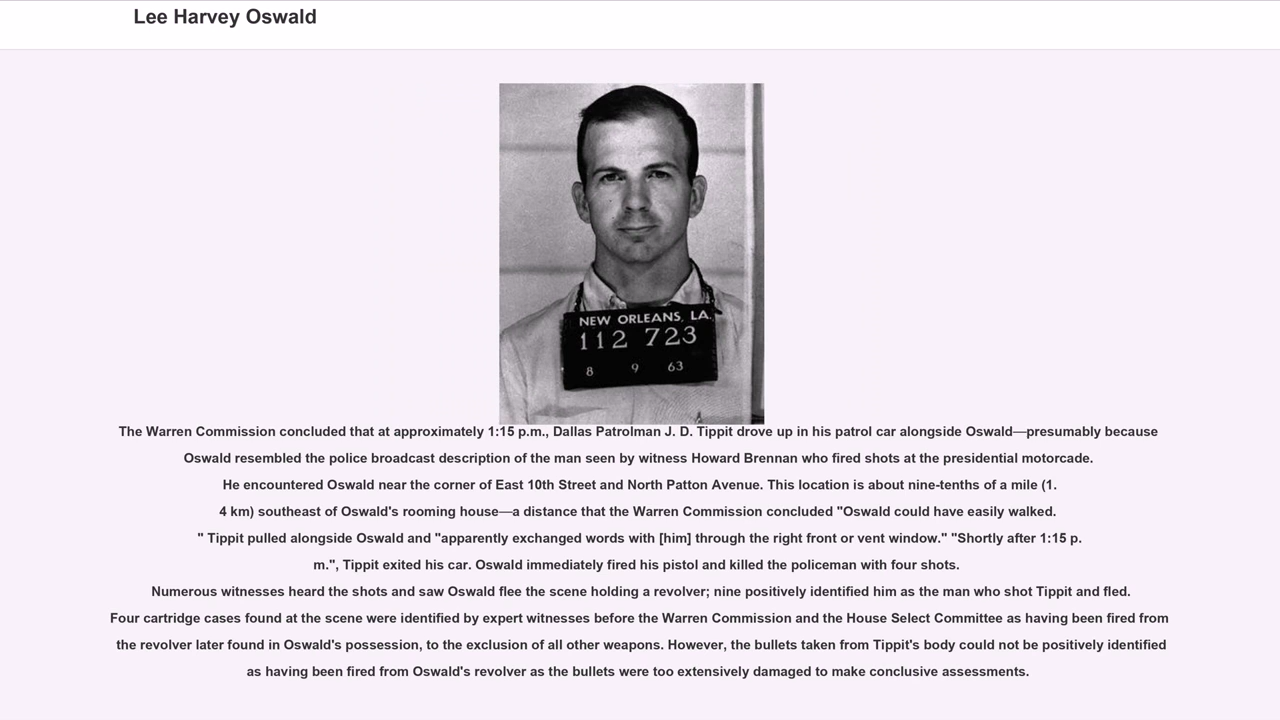 Lee Harvey Oswald
NEW ORLEANS, LA.
112 723
8 9 63
The Warren Commission concluded that at approximately 1:15 p.m., Dallas Patrolman J. D. Tippit drove up in his patrol car alongside Oswald—presumably because
Oswald resembled the police broadcast description of the man seen by witness Howard Brennan who fired shots at the presidential motorcade.
He encountered Oswald near the corner of East 10th Street and North Patton Avenue. This location is about nine-tenths of a mile (1.
4 km) southeast of Oswald's rooming house—a distance that the Warren Commission concluded "Oswald could have easily walked.
" Tippit pulled alongside Oswald and "apparently exchanged words with [him] through the right front or vent window." "Shortly after 1:15 p.
m.", Tippit exited his car. Oswald immediately fired his pistol and killed the policeman with four shots.
Numerous witnesses heard the shots and saw Oswald flee the scene holding a revolver; nine positively identified him as the man who shot Tippit and fled.
Four cartridge cases found at the scene were identified by expert witnesses before the Warren Commission and the House Select Committee as having been fired from
the revolver later found in Oswald's possession, to the exclusion of all other weapons. However, the bullets taken from Tippit's body could not be positively identified
as having been fired from Oswald's revolver as the bullets were too extensively damaged to make conclusive assessments.